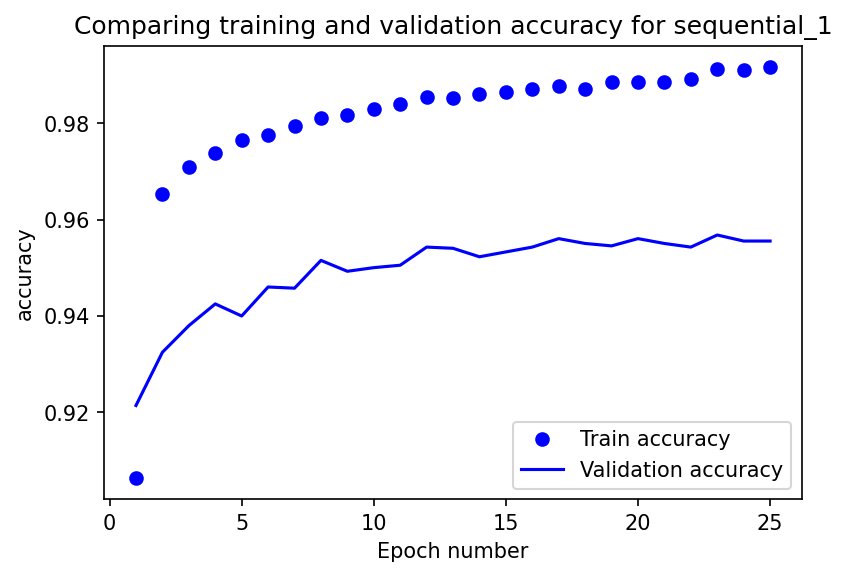 Comparing training and validation accuracy for sequential_1
accuracy
0.98
0.96
0.94
0.92
Train accuracy
Validation accuracy
0 5 10 15 20 25
Epoch number